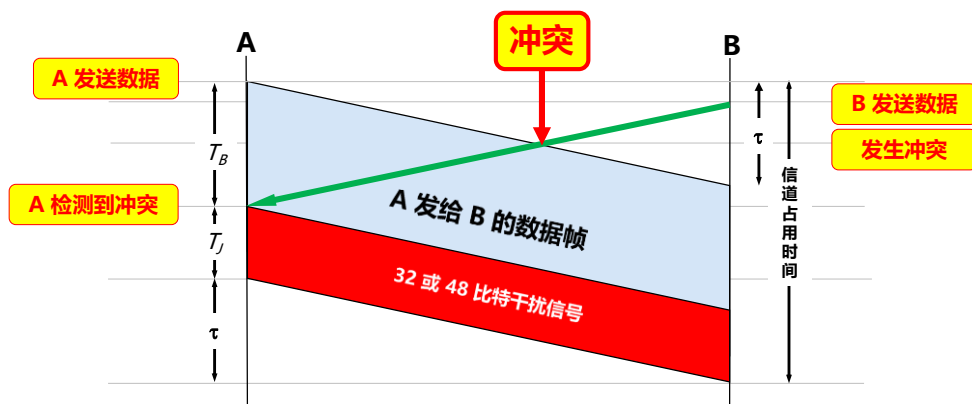 冲突
A
B
A 发送数据
B 发送数据
τ
T_B
发生冲突
信道占用时间
A 检测到冲突
A 发给 B 的数据帧
T_J
32 或 48 比特干扰信号
τ